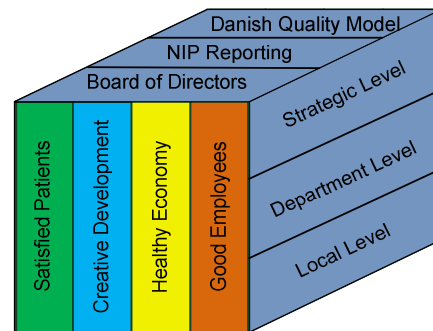 Danish Quality Model
NIP Reporting
Board of Directors
Satisfied Patients
Creative Development
Healthy Economy
Good Employees
Strategic Level
Department Level
Local Level